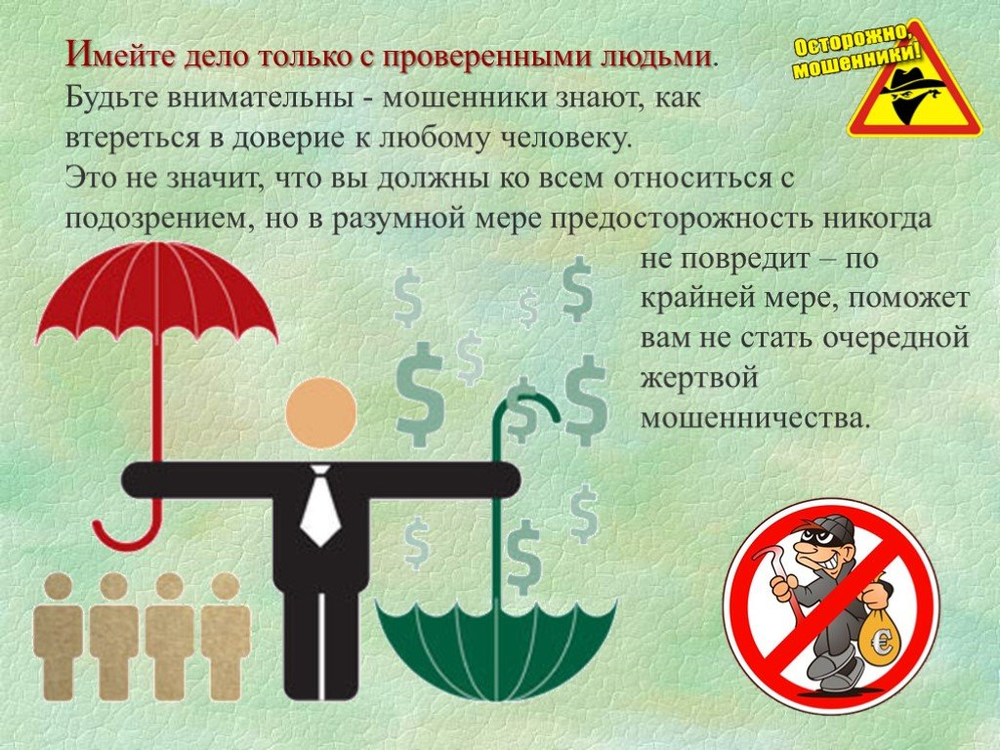 Имейте дело только с проверенными людьми.
Будьте внимательны - мошенники знают, как
втереться в доверие к любому человеку.
Это не значит, что вы должны ко всем относиться с
подозрением, но в разумной мере предосторожность никогда
не повредит – по
крайней мере, поможет
вам не стать очередной
жертвой
мошенничества.
Осторожно,
мошенники!
$
$
$
$
$
$
$
$
$
$
€